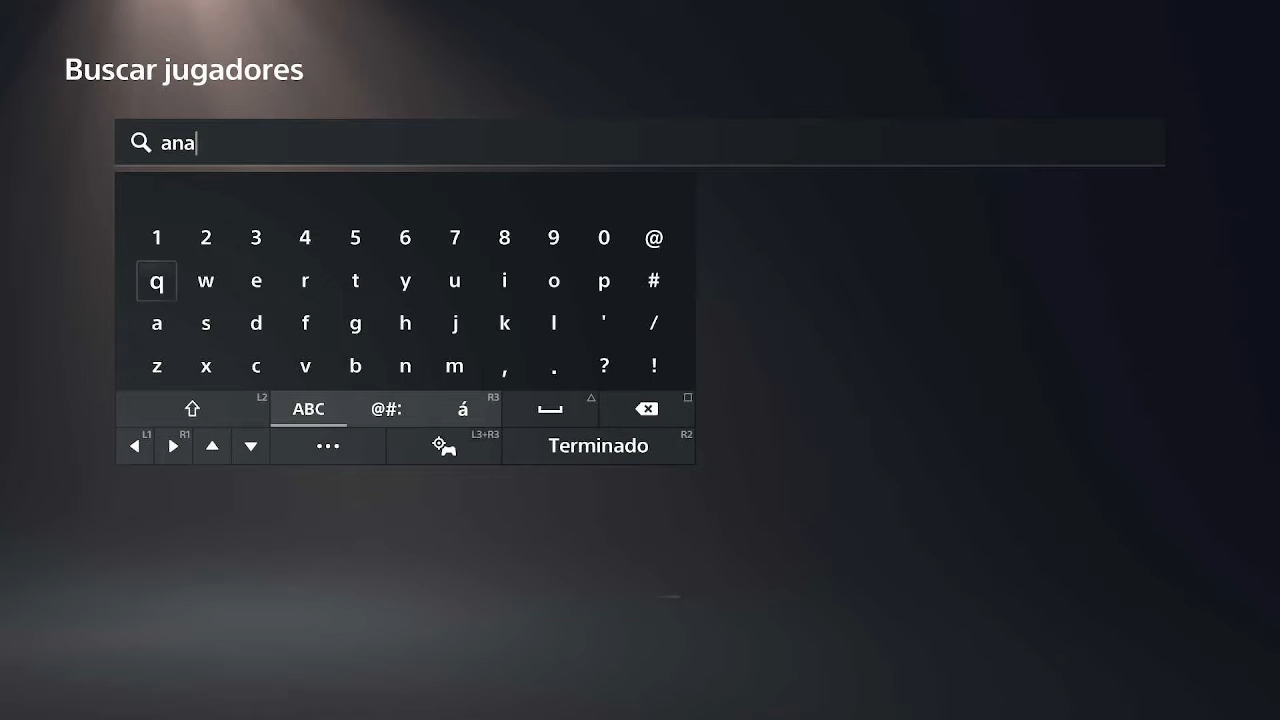 Buscar jugadores
ana
1 2 3 4 5 6 7 8 9 0 @
q w e r t y u i o p #
a s d f g h j k l ' /
z x c v b n m , . ? !
L2 ABC @#: á R3
L1 R1 ... L3+R3 Terminado R2